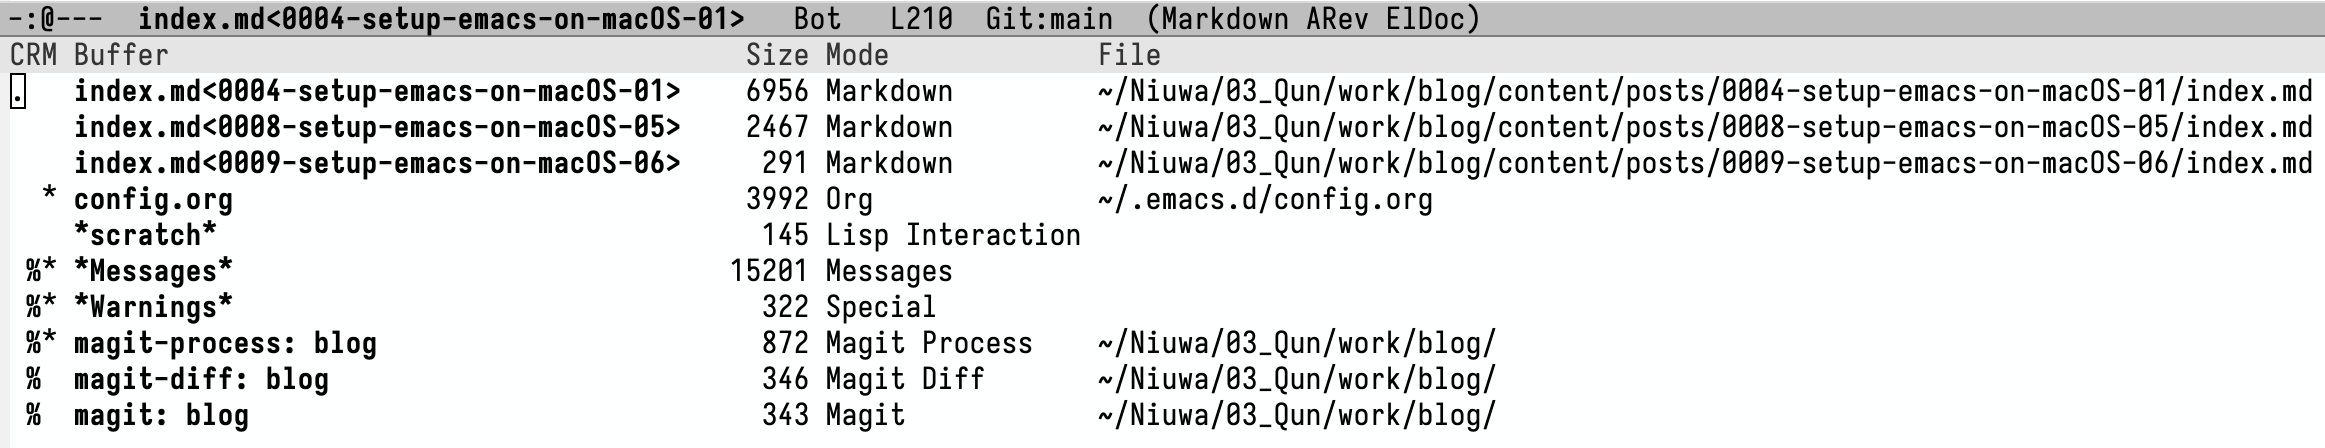 -:@---  index.md<0004-setup-emacs-on-macOS-01>   Bot   L210  Git:main  (Markdown ARev ElDoc)
CRM Buffer                                    Size Mode             File
.   index.md<0004-setup-emacs-on-macOS-01>    6956 Markdown         ~/Niuwa/03_Qun/work/blog/content/posts/0004-setup-emacs-on-macOS-01/index.md
    index.md<0008-setup-emacs-on-macOS-05>    2467 Markdown         ~/Niuwa/03_Qun/work/blog/content/posts/0008-setup-emacs-on-macOS-05/index.md
    index.md<0009-setup-emacs-on-macOS-06>     291 Markdown         ~/Niuwa/03_Qun/work/blog/content/posts/0009-setup-emacs-on-macOS-06/index.md
  * config.org                                3992 Org              ~/.emacs.d/config.org
    *scratch*                                  145 Lisp Interaction
 %* *Messages*                               15201 Messages
 %* *Warnings*                                 322 Special
 %* magit-process: blog                        872 Magit Process    ~/Niuwa/03_Qun/work/blog/
 %  magit-diff: blog                           346 Magit Diff       ~/Niuwa/03_Qun/work/blog/
 %  magit: blog                                343 Magit            ~/Niuwa/03_Qun/work/blog/